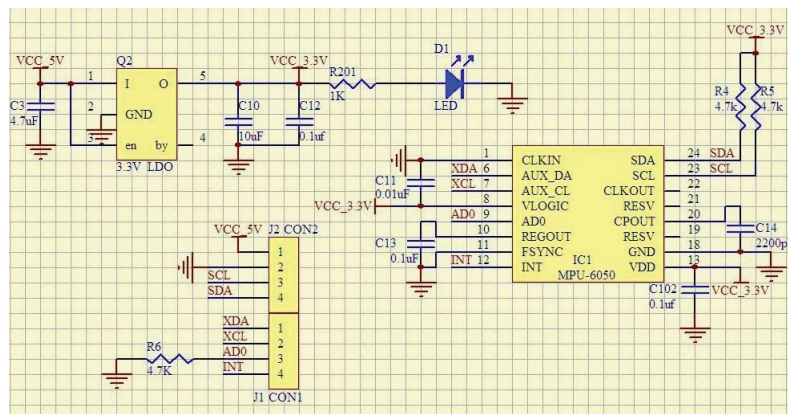 VCC_5V
Q2
VCC_3.3V
1
I
O
5
2
GND
3
en
by
4
3.3V LDO
C3
4.7uF
C10
10uF
C12
0.1uf
R201
1K
D1
LED
VCC_3.3V
R4
4.7k
R5
4.7k
1
CLKIN
SDA
24
SDA
XDA
6
AUX_DA
SCL
23
SCL
XCL
7
AUX_CL
CLKOUT
22
VCC_3.3V
8
VLOGIC
RESV
21
AD0
9
AD0
CPOUT
20
10
REGOUT
RESV
19
11
FSYNC
GND
18
INT
12
INT
VDD
13
IC1
MPU-6050
C11
0.01uF
C13
0.1uF
C14
2200p
C102
0.1uf
VCC_3.3V
VCC_5V
J2 CON2
1
2
SCL
3
SDA
4
XDA
1
XCL
2
AD0
3
INT
4
R6
4.7K
J1 CON1